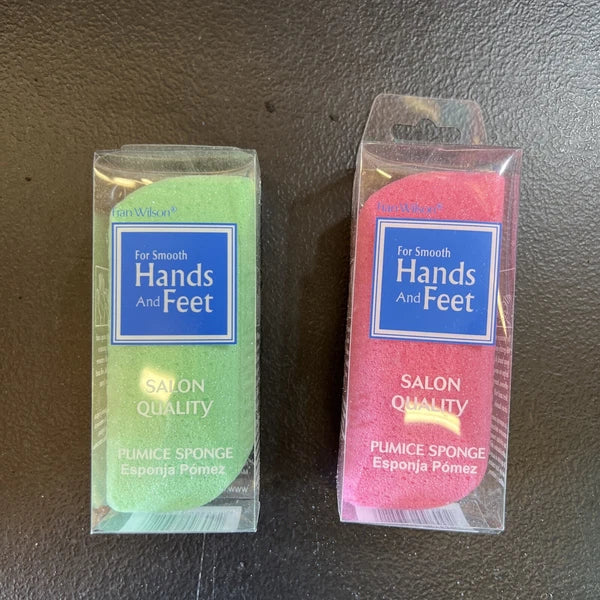 Fran Wilson®
For Smooth
Hands
And Feet
SALON
QUALITY
PUMICE SPONGE
Esponja Pómez
Fran Wilson®
For Smooth
Hands
And Feet
SALON
QUALITY
PUMICE SPONGE
Esponja Pómez